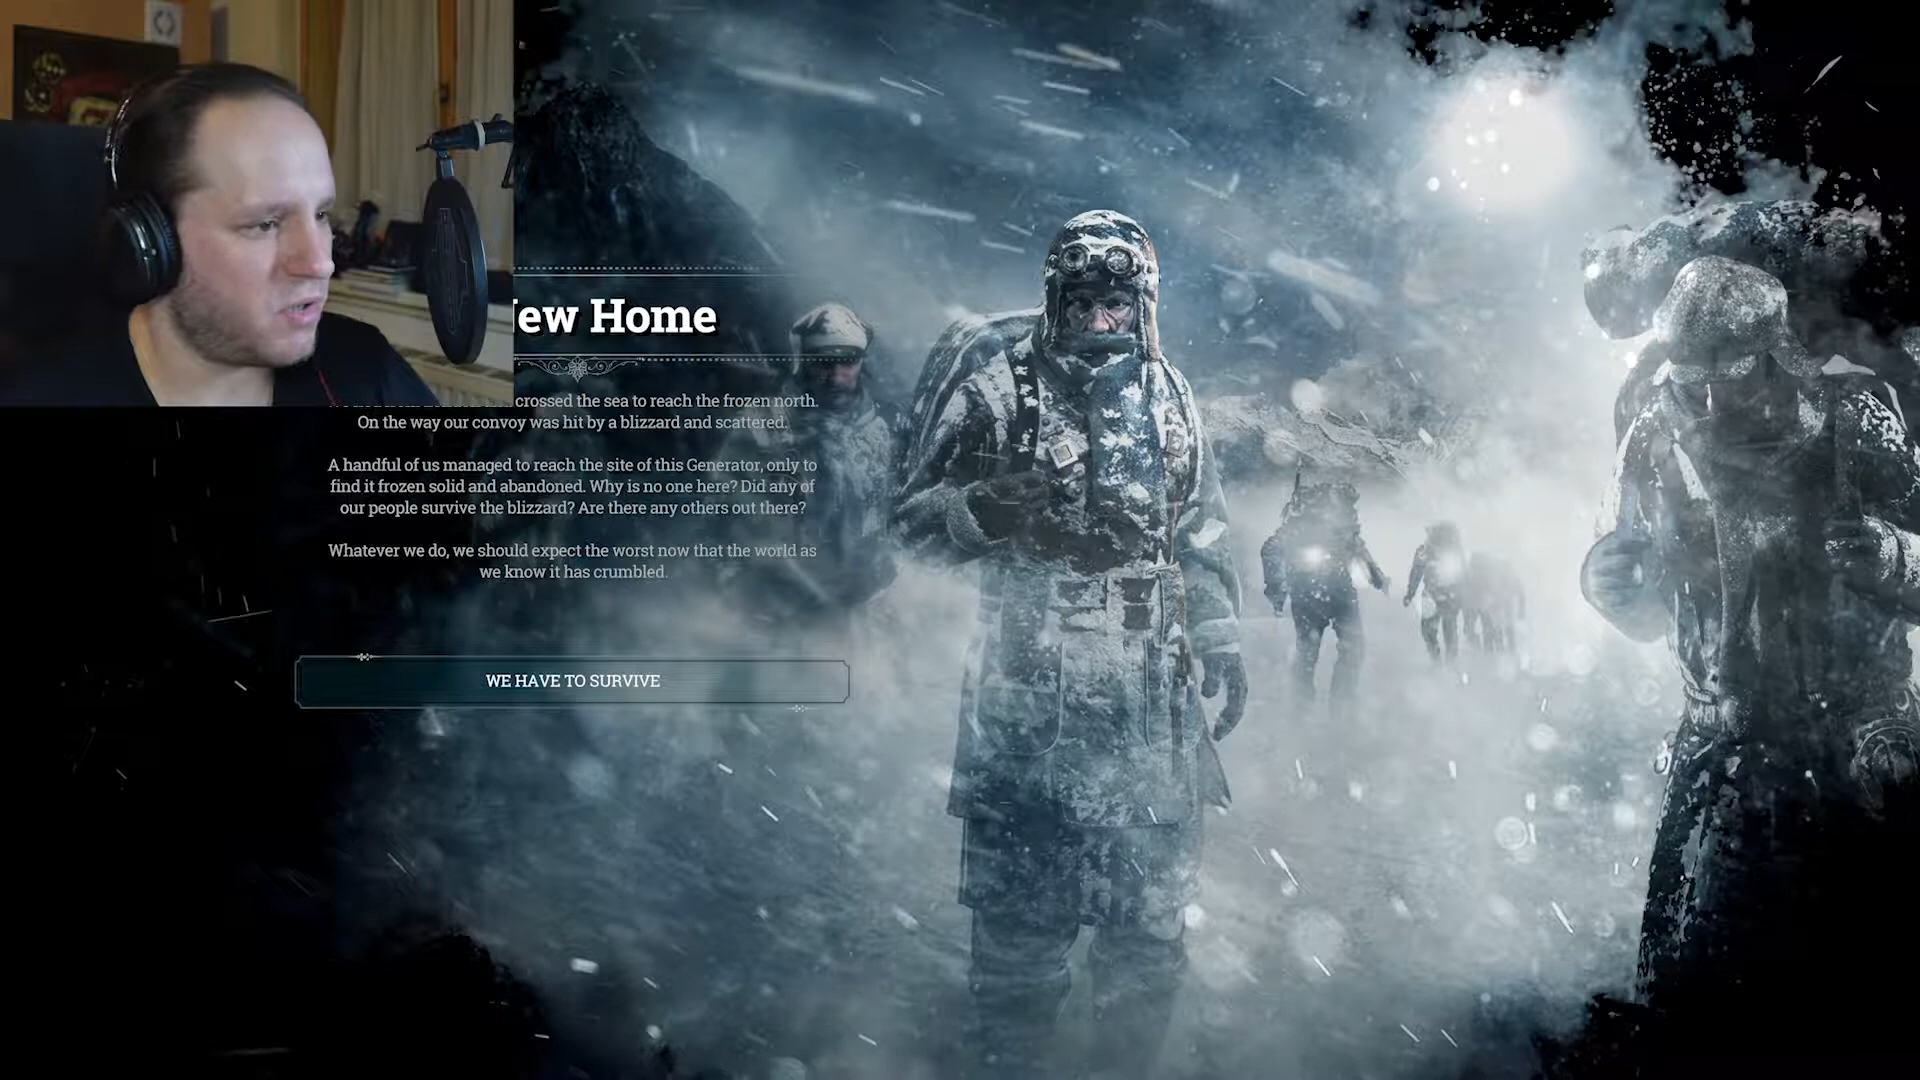 ew Home
crossed the sea to reach the frozen north.
On the way our convoy was hit by a blizzard and scattered.
A handful of us managed to reach the site of this Generator, only to
find it frozen solid and abandoned. Why is no one here? Did any of
our people survive the blizzard? Are there any others out there?
Whatever we do, we should expect the worst now that the world as
we know it has crumbled.
WE HAVE TO SURVIVE